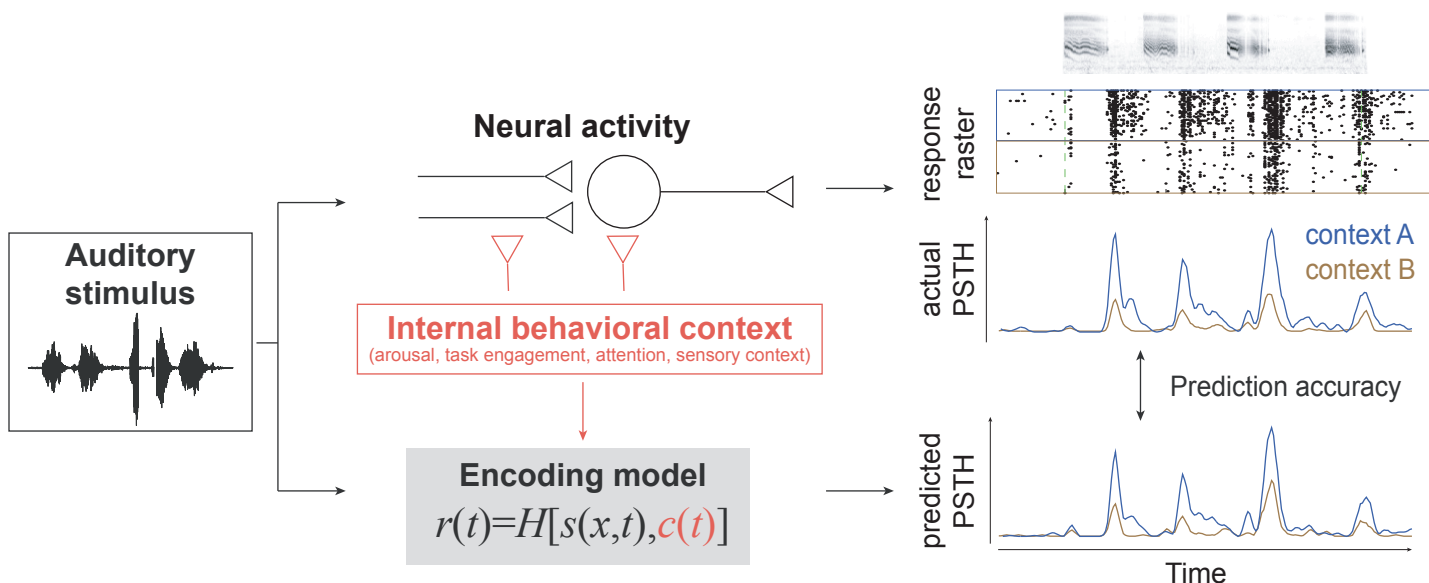 Auditory
stimulus
Neural activity
Internal behavioral context
(arousal, task engagement, attention, sensory context)
Encoding model
r(t)=H[s(x,t),c(t)]
response
raster
actual
PSTH
context A
context B
Prediction accuracy
predicted
PSTH
Time